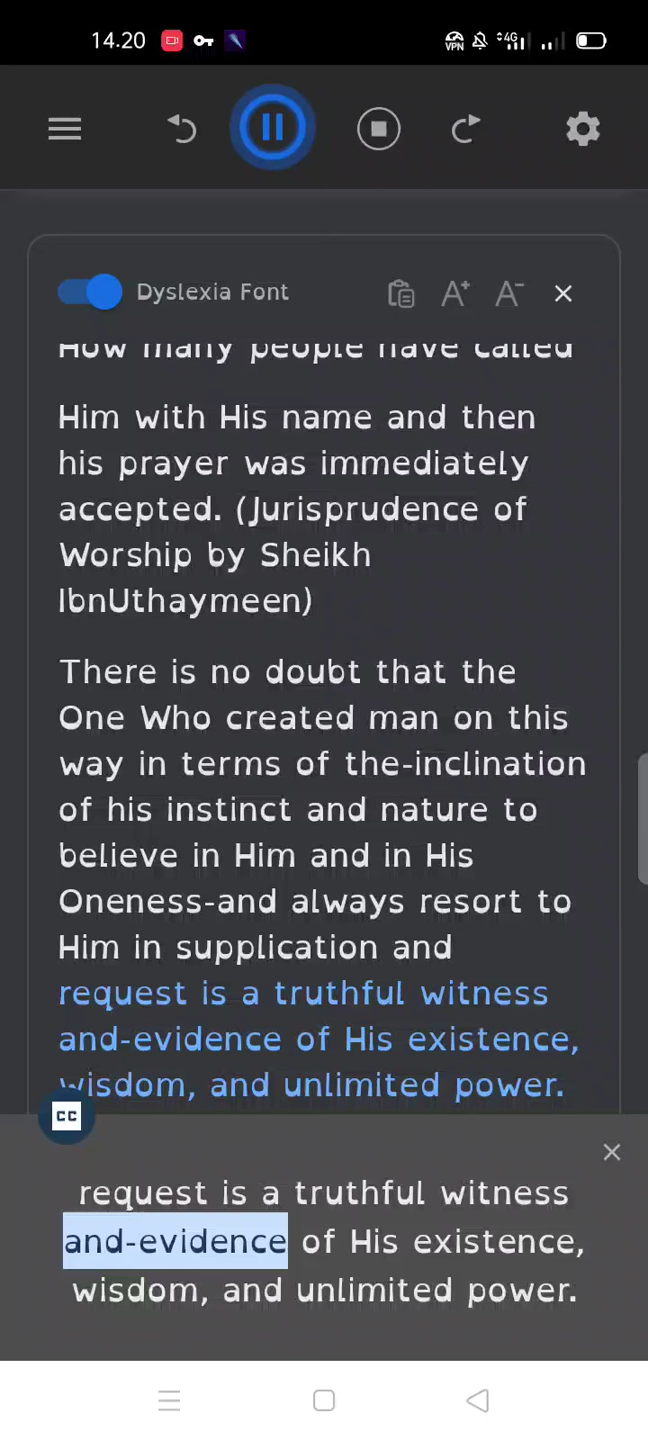 14.20
VPN 4G
Dyslexia Font A+ A-
How many people have called
Him with His name and then
his prayer was immediately
accepted. (Jurisprudence of
Worship by Sheikh
IbnUthaymeen)
There is no doubt that the
One Who created man on this
way in terms of the-inclination
of his instinct and nature to
believe in Him and in His
Oneness-and always resort to
Him in supplication and
request is a truthful witness
and-evidence of His existence,
wisdom, and unlimited power.
CC
request is a truthful witness
and-evidence of His existence,
wisdom, and unlimited power.